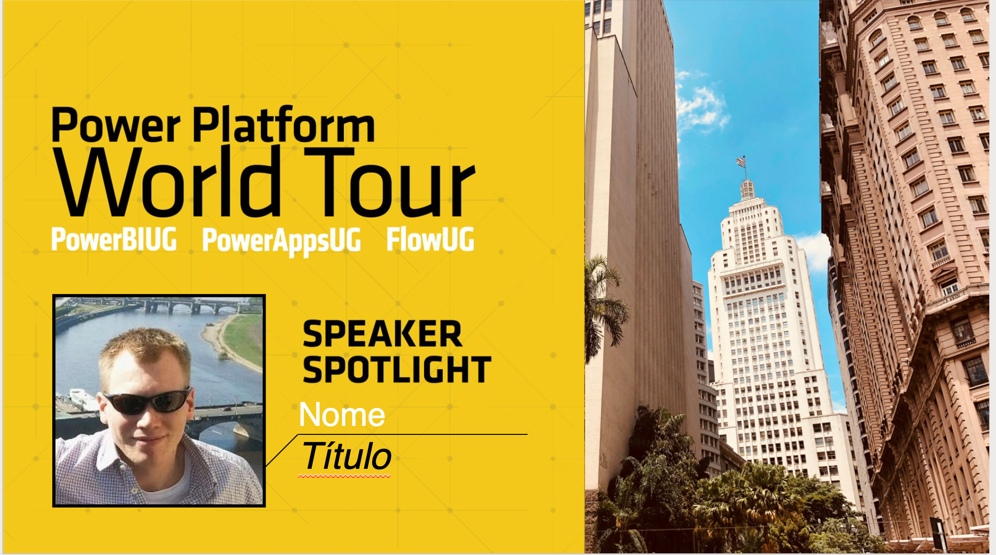 Power Platform
World Tour
PowerBIUG PowerAppsUG FlowUG
SPEAKER
SPOTLIGHT
Nome
Título